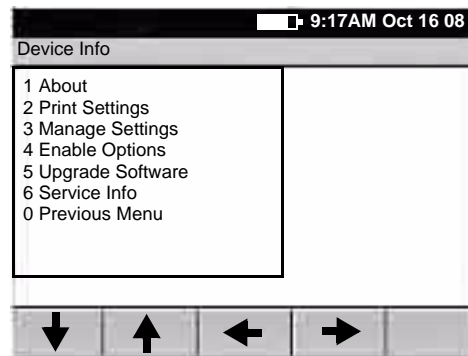 9:17AM Oct 16 08
Device Info
1 About
2 Print Settings
3 Manage Settings
4 Enable Options
5 Upgrade Software
6 Service Info
0 Previous Menu